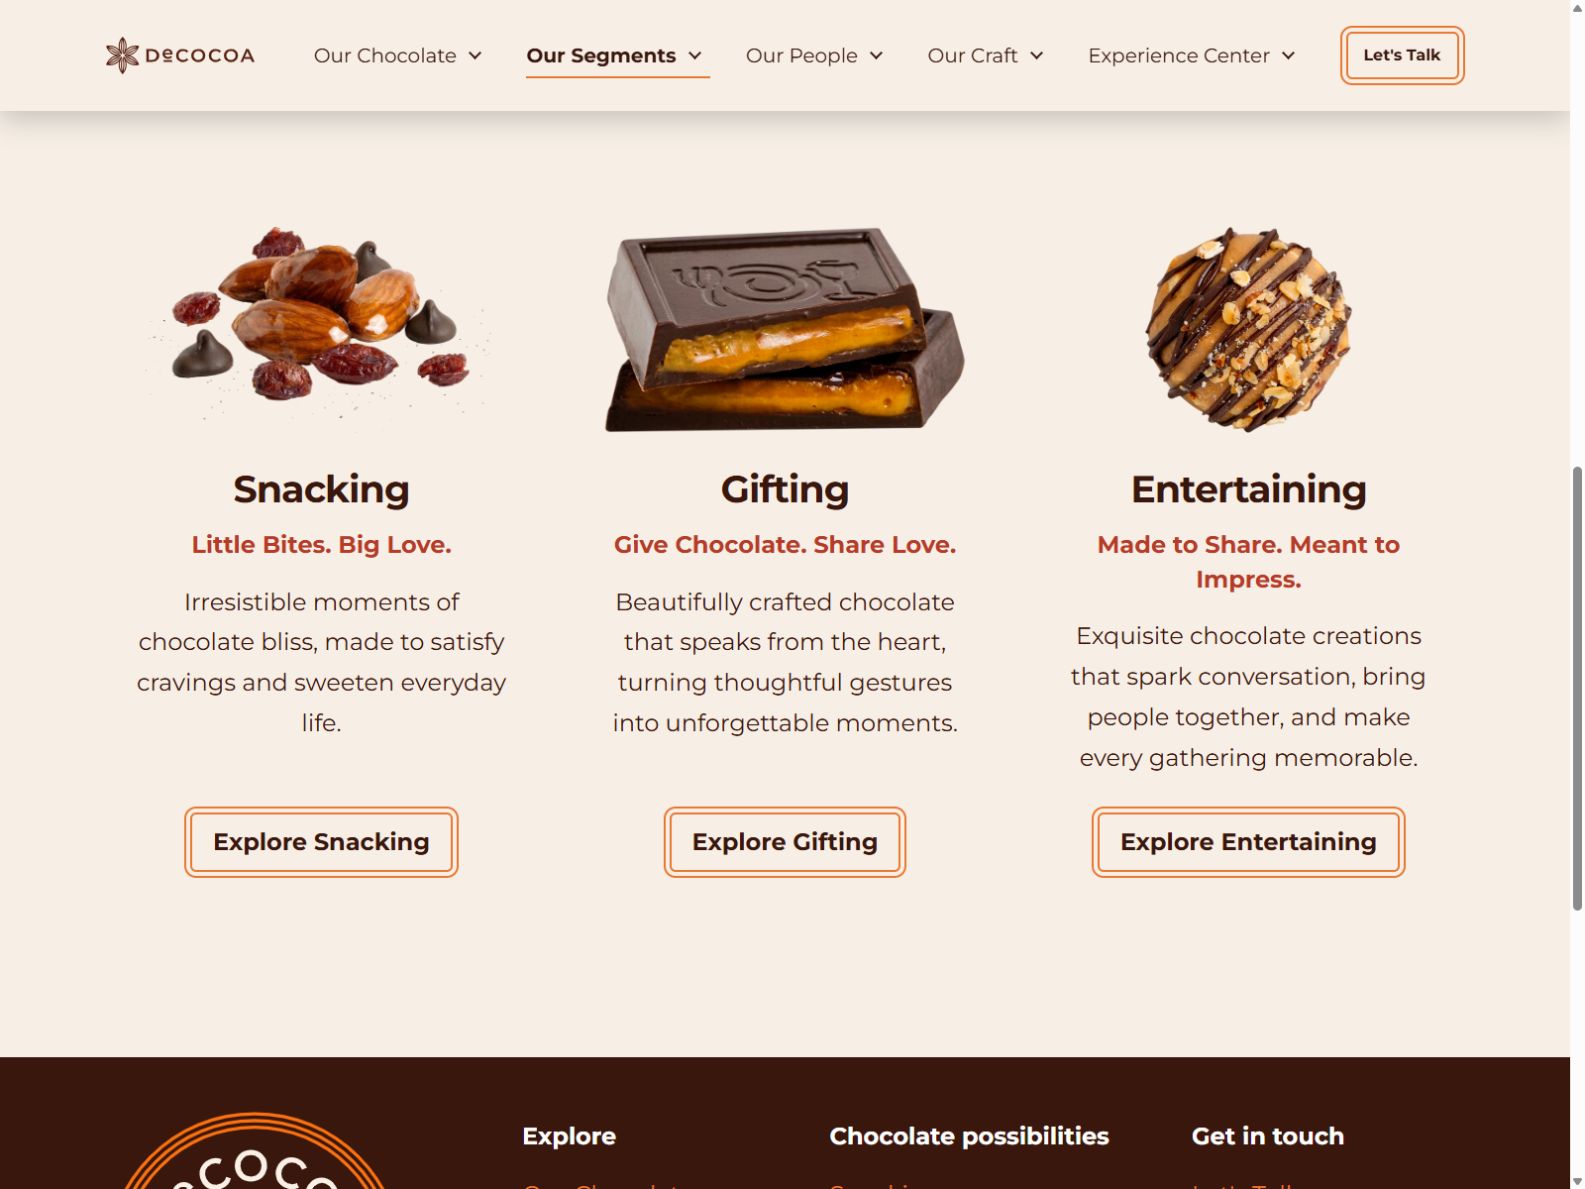 DeCOCOA
Our Chocolate
Our Segments
Our People
Our Craft
Experience Center
Let's Talk
Snacking
Little Bites. Big Love.
Irresistible moments of
chocolate bliss, made to satisfy
cravings and sweeten everyday
life.
Explore Snacking
Gifting
Give Chocolate. Share Love.
Beautifully crafted chocolate
that speaks from the heart,
turning thoughtful gestures
into unforgettable moments.
Explore Gifting
Entertaining
Made to Share. Meant to
Impress.
Exquisite chocolate creations
that spark conversation, bring
people together, and make
every gathering memorable.
Explore Entertaining
Explore
Chocolate possibilities
Get in touch